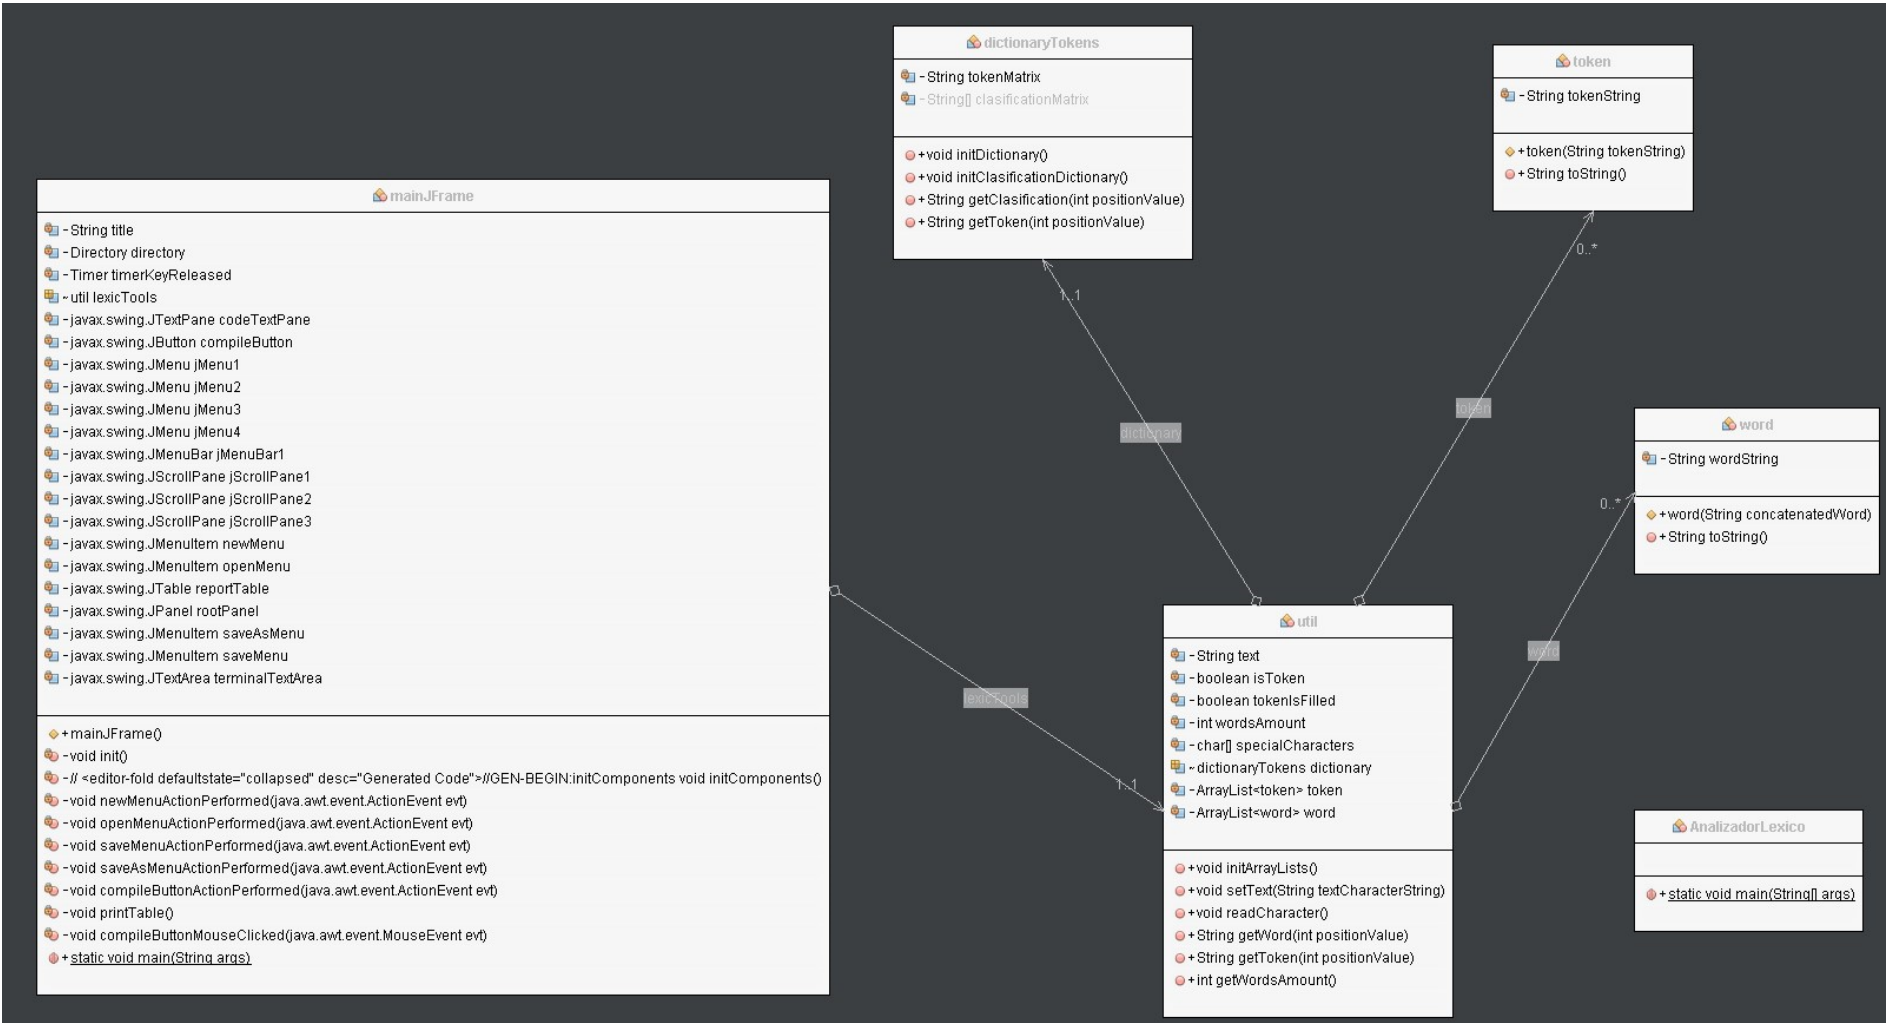 dictionaryTokens
- String tokenMatrix
- String[] clasificationMatrix
+void initDictionary()
+void initClasificationDictionary()
+ String getClasification(int positionValue)
+ String getToken(int positionValue)
token
- String tokenString
+token(String tokenString)
+ String toString()
mainJFrame
- String title
- Directory directory
- Timer timerKeyReleased
~ util lexicTools
- javax.swing.JTextPane codeTextPane
- javax.swing.JButton compileButton
- javax.swing.JMenu jMenu1
- javax.swing.JMenu jMenu2
- javax.swing.JMenu jMenu3
- javax.swing.JMenu jMenu4
- javax.swing.JMenuBar jMenuBar1
- javax.swing.JScrollPane jScrollPane1
- javax.swing.JScrollPane jScrollPane2
- javax.swing.JScrollPane jScrollPane3
- javax.swing.JMenuItem newMenu
- javax.swing.JMenuItem openMenu
- javax.swing.JTable reportTable
- javax.swing.JPanel rootPanel
- javax.swing.JMenuItem saveAsMenu
- javax.swing.JMenuItem saveMenu
- javax.swing.JTextArea terminalTextArea
+mainJFrame()
-void init()
-// <editor-fold defaultstate="collapsed" desc="Generated Code">//GEN-BEGIN:initComponents void initComponents()
-void newMenuActionPerformed(java.awt.event.ActionEvent evt)
-void openMenuActionPerformed(java.awt.event.ActionEvent evt)
-void saveMenuActionPerformed(java.awt.event.ActionEvent evt)
-void saveAsMenuActionPerformed(java.awt.event.ActionEvent evt)
-void compileButtonActionPerformed(java.awt.event.ActionEvent evt)
-void printTable()
-void compileButtonMouseClicked(java.awt.event.MouseEvent evt)
+ static void main(String args)
0..*
1..1
token
dictionary
word
- String wordString
+word(String concatenatedWord)
+ String toString()
0..*
word
lexicTools
1..1
util
- String text
- boolean isToken
- boolean tokenIsFilled
- int wordsAmount
- char[] specialCharacters
~ dictionaryTokens dictionary
- ArrayList<token> token
- ArrayList<word> word
+void initArrayLists()
+void setText(String textCharacterString)
+void readCharacter()
+ String getWord(int positionValue)
+ String getToken(int positionValue)
+ int getWordsAmount()
AnalizadorLexico
+ static void main(String[] args)